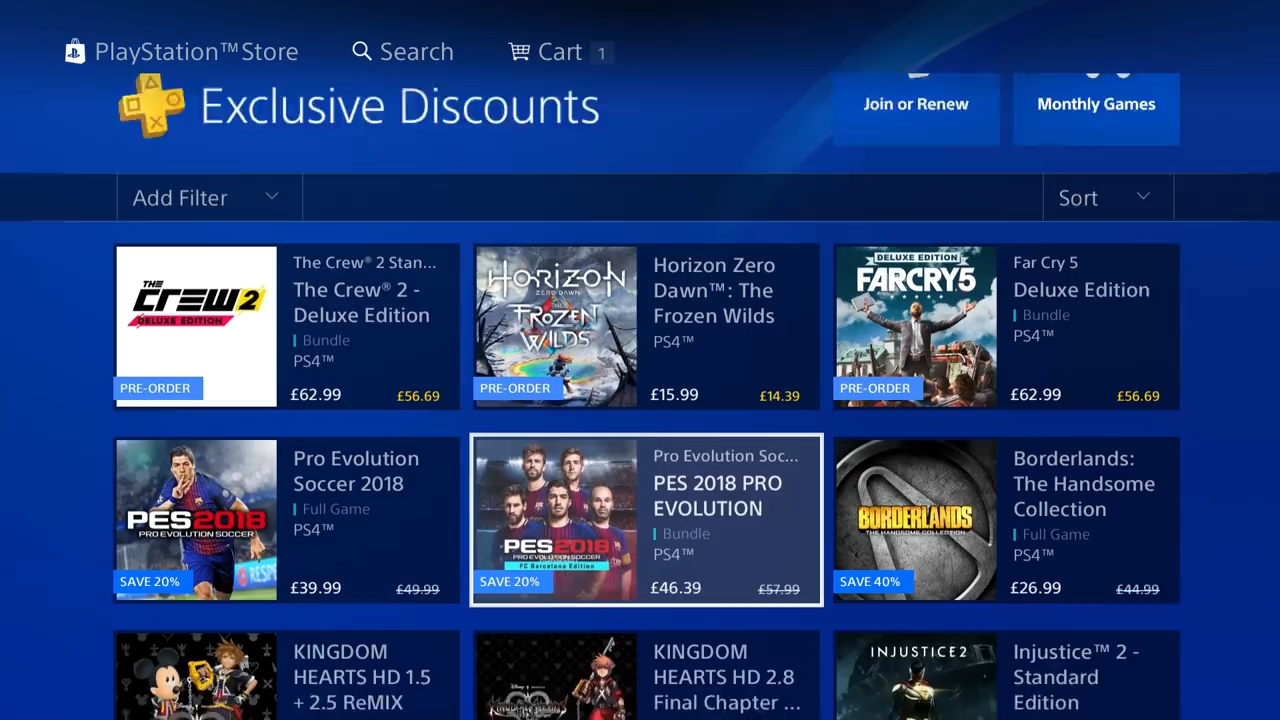 PlayStation™Store
Search
Cart 1
Exclusive Discounts
Join or Renew
Monthly Games
Add Filter
Sort
THE CREW 2
DELUXE EDITION
PRE-ORDER
The Crew® 2 Stan...
The Crew® 2 -
Deluxe Edition
Bundle
PS4™
£62.99 £56.69
HORIZON
ZERO DAWN
THE FROZEN WILDS
PRE-ORDER
Horizon Zero
Dawn™: The
Frozen Wilds
PS4™
£15.99 £14.39
DELUXE EDITION
FARCRY5
PRE-ORDER
Far Cry 5
Deluxe Edition
Bundle
PS4™
£62.99 £56.69
PES2018
PRO EVOLUTION SOCCER
RESPE
SAVE 20%
Pro Evolution
Soccer 2018
Full Game
PS4™
£39.99 £49.99
PES2018
PRO EVOLUTION SOCCER
FC Barcelona Edition
SAVE 20%
Pro Evolution Soc...
PES 2018 PRO
EVOLUTION
Bundle
PS4™
£46.39 £57.99
BORDERLANDS
THE HANDSOME COLLECTION
SAVE 40%
Borderlands:
The Handsome
Collection
Full Game
PS4™
£26.99 £44.99
KINGDOM
HEARTS HD 1.5
+ 2.5 ReMIX
KINGDOM
HEARTS HD 2.8
Final Chapter ...
INJUSTICE 2
Injustice™ 2 -
Standard
Edition